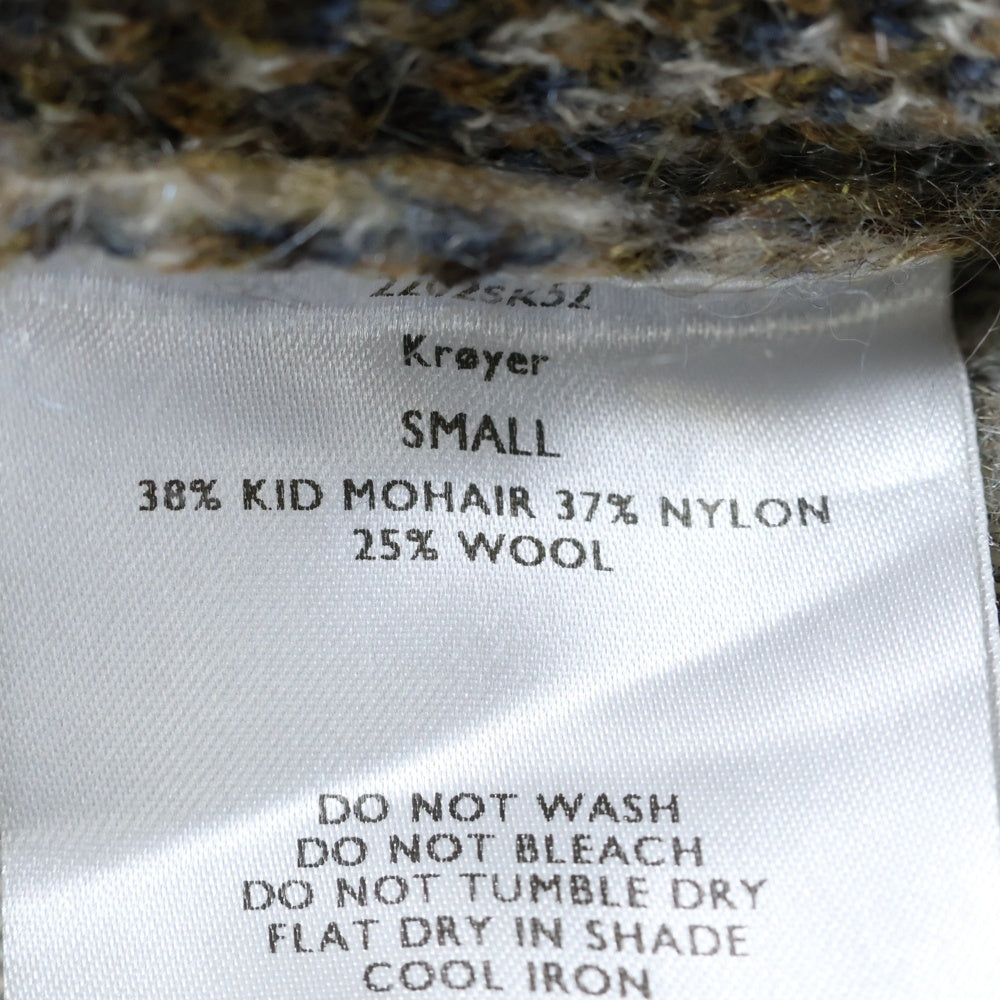 Krøyer
SMALL
38% KID MOHAIR 37% NYLON
25% WOOL
DO NOT WASH
DO NOT BLEACH
DO NOT TUMBLE DRY
FLAT DRY IN SHADE
COOL IRON